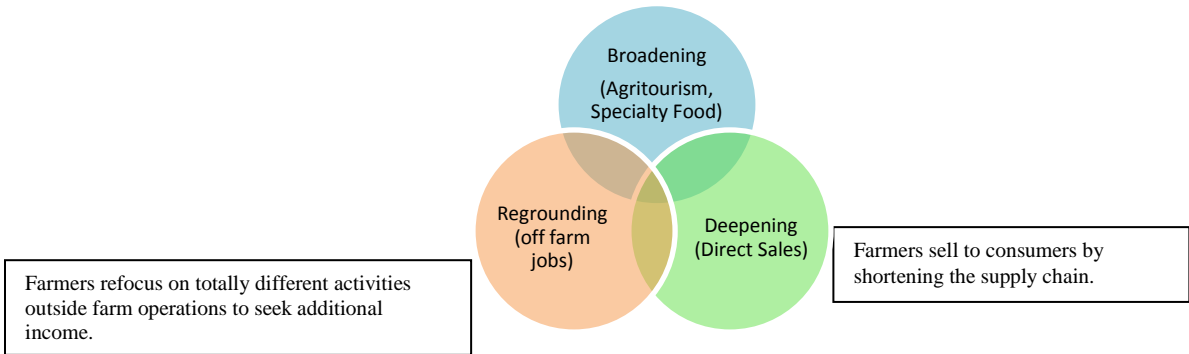 Broadening
(Agritourism,
Specialty Food)
Regrounding
(off farm
jobs)
Deepening
(Direct Sales)
Farmers sell to consumers by
shortening the supply chain.
Farmers refocus on totally different activities
outside farm operations to seek additional
income.